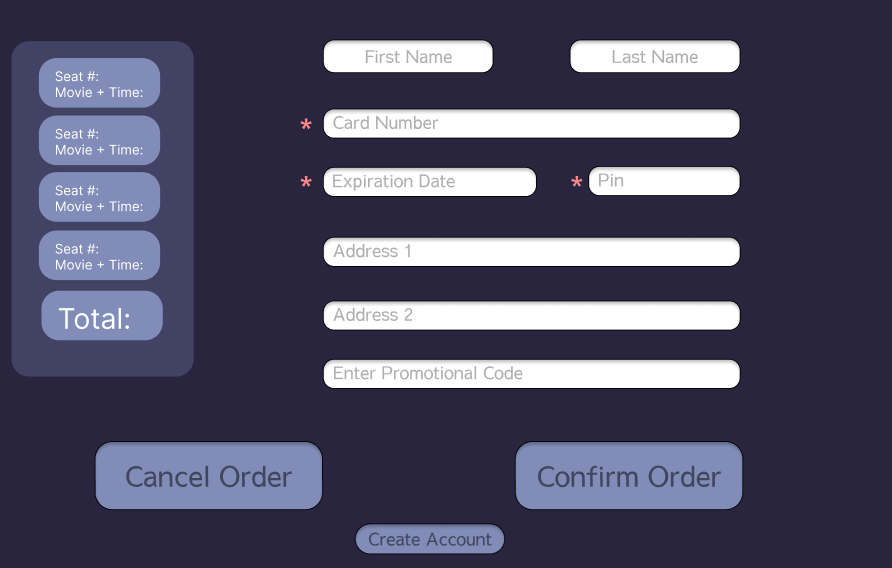 Seat #:
Movie + Time:
Seat #:
Movie + Time:
Seat #:
Movie + Time:
Seat #:
Movie + Time:
Total:
First Name
Last Name
* Card Number
* Expiration Date
* Pin
Address 1
Address 2
Enter Promotional Code
Cancel Order
Confirm Order
Create Account